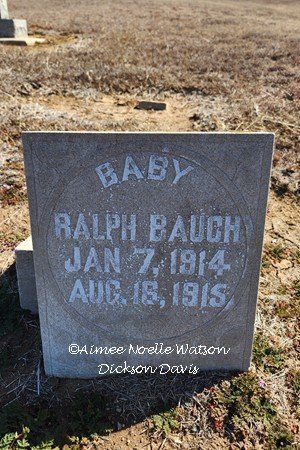 BABY
RALPH BAUGH
JAN 7, 1914
AUG. 18, 1915.
©Aimee Noelle Watson
Dickson Davis